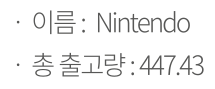 · 이름 : Nintendo
· 총 출고량 : 447.43